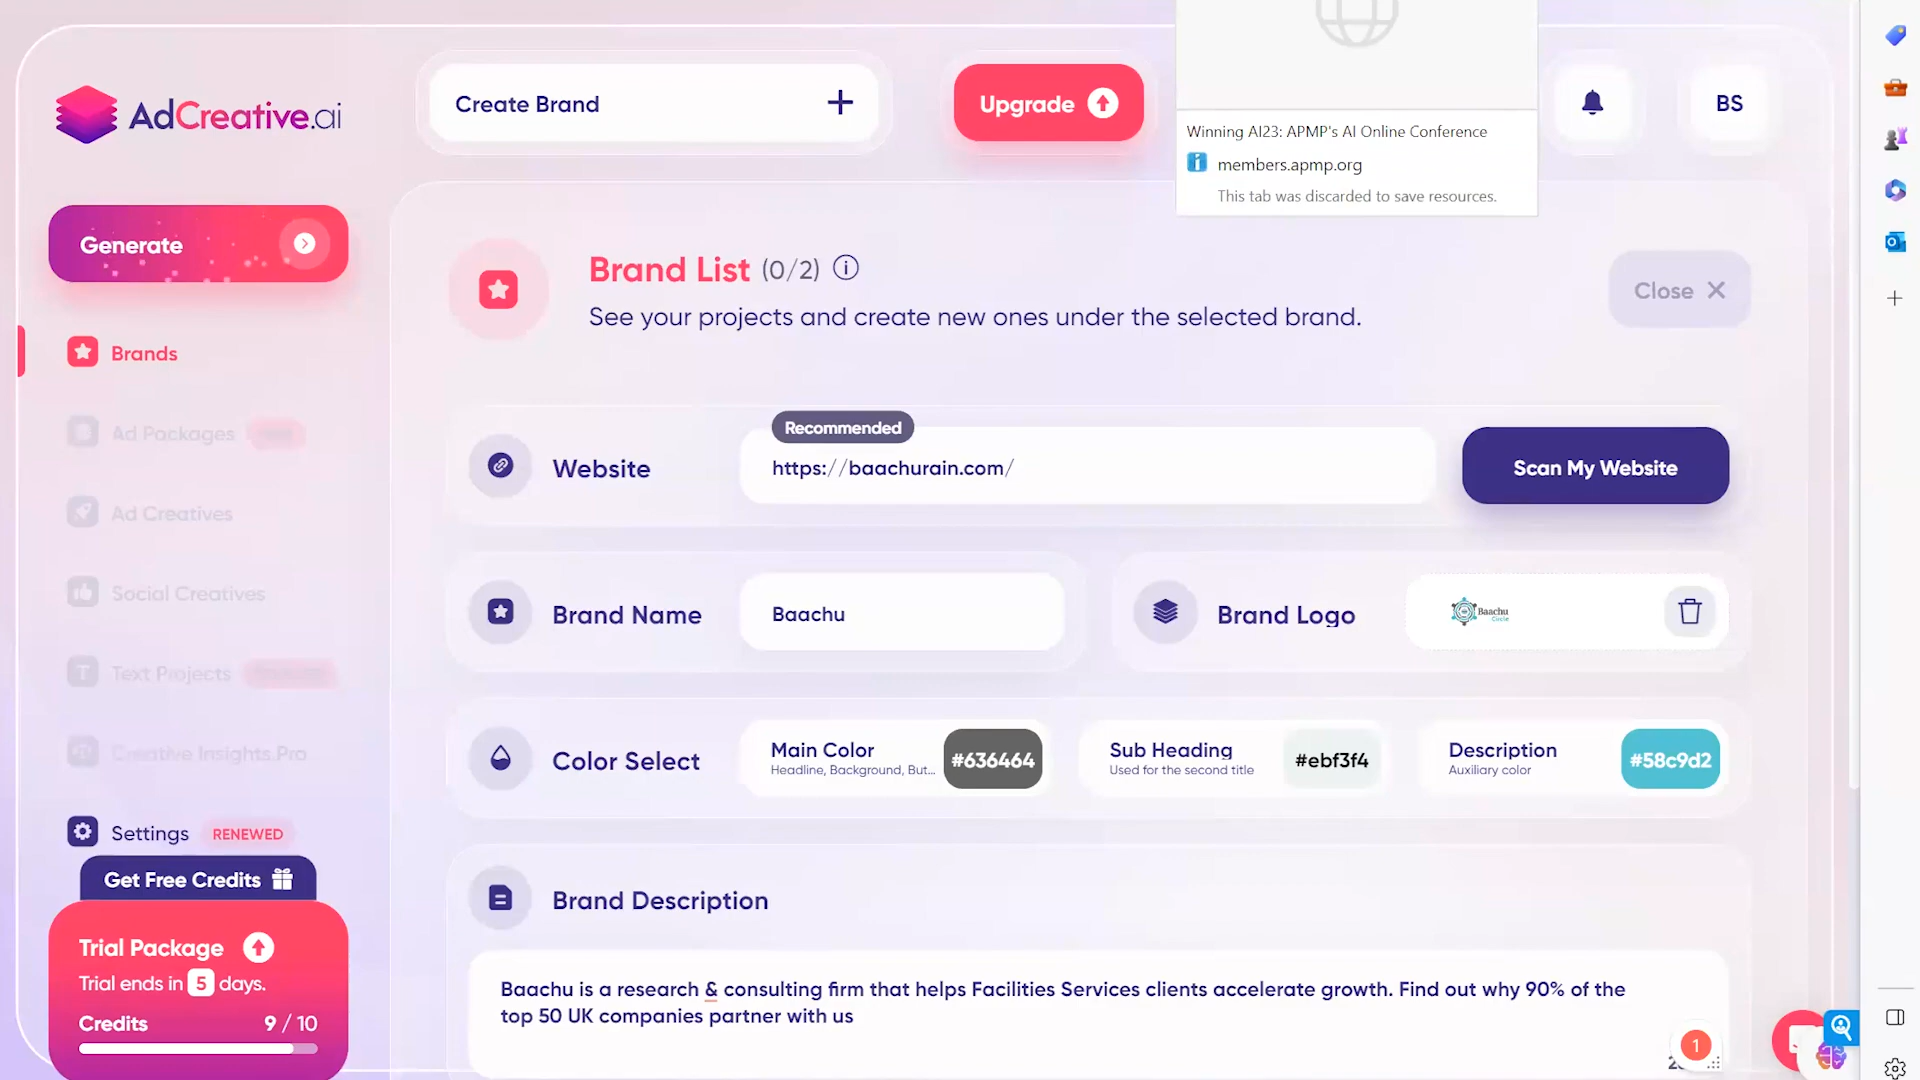 AdCreative.ai
Create Brand
Upgrade
Winning AI23: APMP's AI Online Conference
members.apmp.org
This tab was discarded to save resources.
BS
Generate
Brand List (0/2)
See your projects and create new ones under the selected brand.
Close
Brands
Ad Packages
Ad Creatives
Social Creatives
Text Projects
Creative Insights Pro
Settings RENEWED
Get Free Credits
Trial Package
Trial ends in 5 days.
Credits 9 / 10
Recommended
Website
https://baachurain.com/
Scan My Website
Brand Name
Baachu
Brand Logo
Baachu
Circle
Color Select
Main Color
Headline, Background, But...
#636464
Sub Heading
Used for the second title
#ebf3f4
Description
Auxiliary color
#58c9d2
Brand Description
Baachu is a research & consulting firm that helps Facilities Services clients accelerate growth. Find out why 90% of the
top 50 UK companies partner with us
1